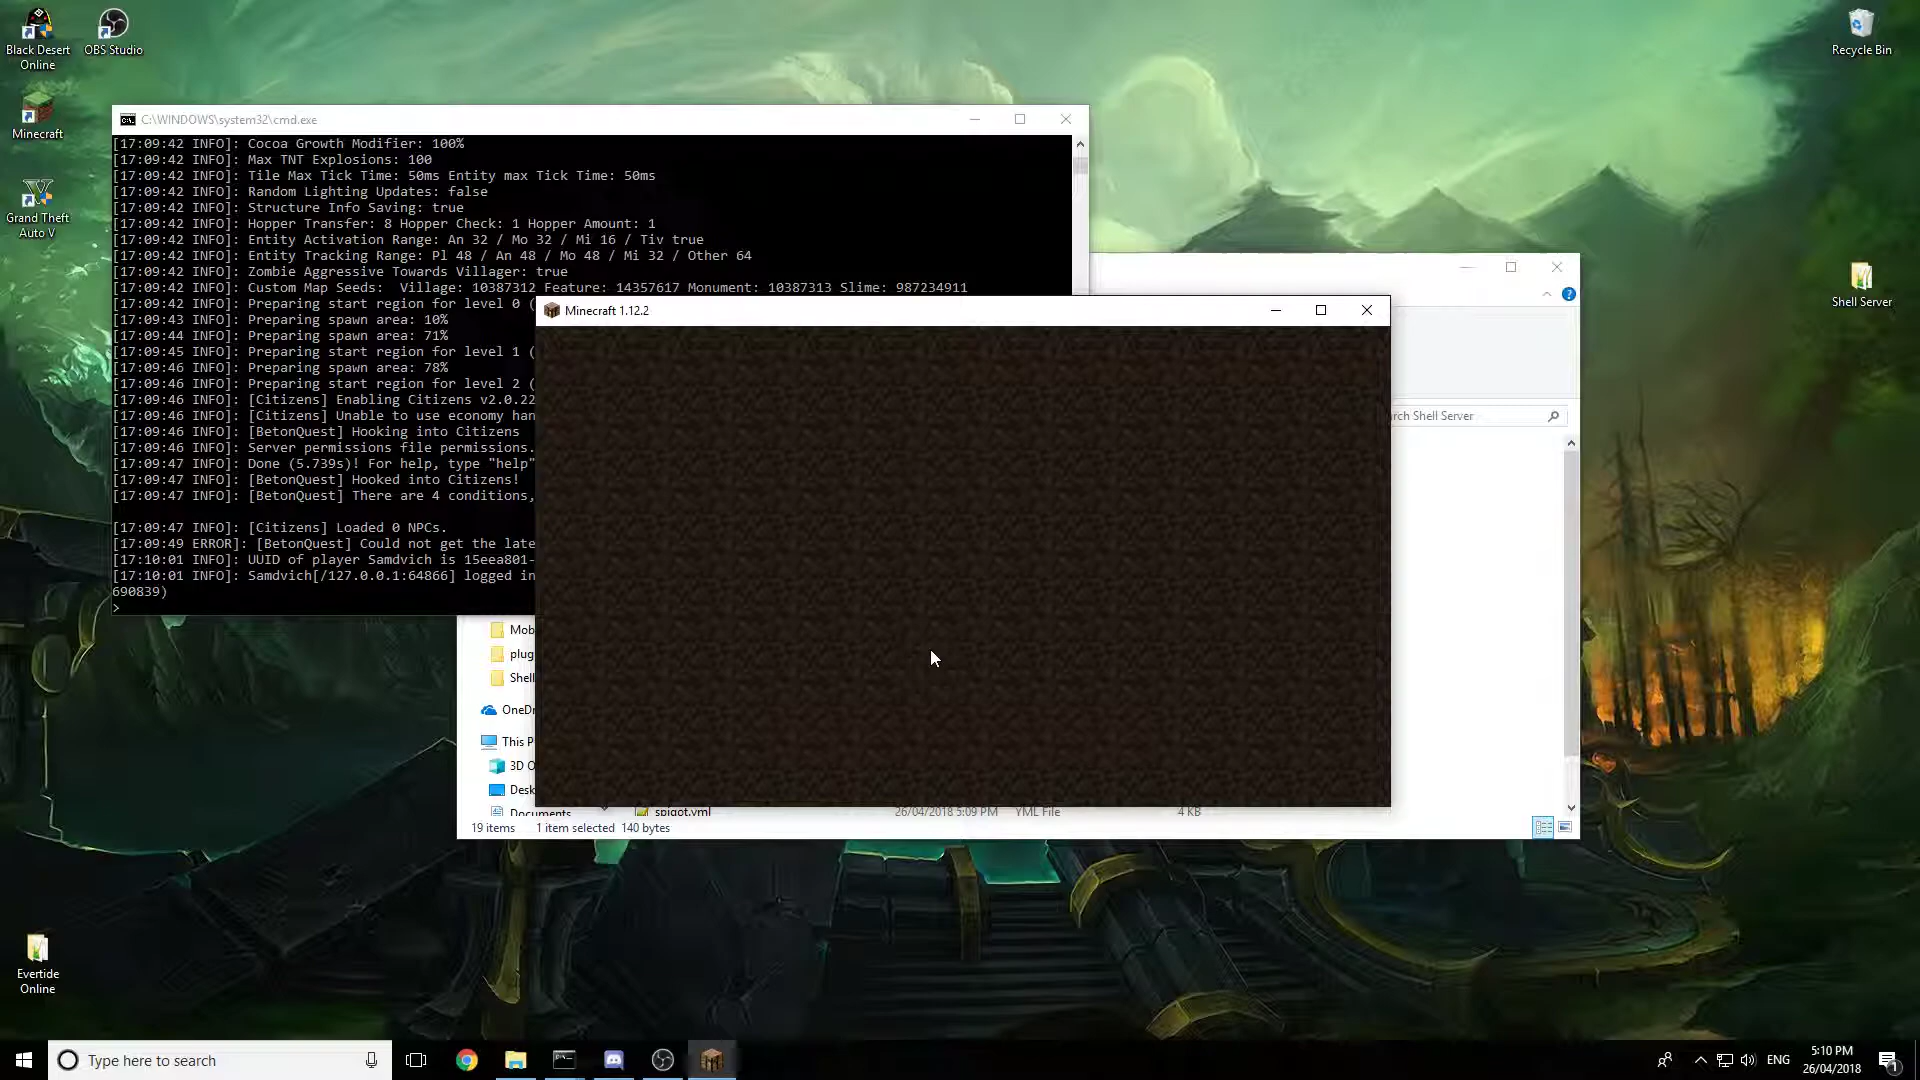 Black Desert
Online
OBS Studio
Recycle Bin
Minecraft
Grand Theft
Auto V
Shell Server
Evertide
Online
C:\WINDOWS\system32\cmd.exe
[17:09:42 INFO]: Cocoa Growth Modifier: 100%
[17:09:42 INFO]: Max TNT Explosions: 100
[17:09:42 INFO]: Tile Max Tick Time: 50ms Entity max Tick Time: 50ms
[17:09:42 INFO]: Random Lighting Updates: false
[17:09:42 INFO]: Structure Info Saving: true
[17:09:42 INFO]: Hopper Transfer: 8 Hopper Check: 1 Hopper Amount: 1
[17:09:42 INFO]: Entity Activation Range: An 32 / Mo 32 / Mi 16 / Tiv true
[17:09:42 INFO]: Entity Tracking Range: Pl 48 / An 48 / Mo 48 / Mi 32 / Other 64
[17:09:42 INFO]: Zombie Aggressive Towards Villager: true
[17:09:42 INFO]: Custom Map Seeds:  Village: 10387312 Feature: 14357617 Monument: 10387313 Slime: 987234911
[17:09:42 INFO]: Preparing start region for level 0 (
[17:09:43 INFO]: Preparing spawn area: 10%
[17:09:44 INFO]: Preparing spawn area: 71%
[17:09:45 INFO]: Preparing start region for level 1 (
[17:09:46 INFO]: Preparing spawn area: 78%
[17:09:46 INFO]: Preparing start region for level 2 (
[17:09:46 INFO]: [Citizens] Enabling Citizens v2.0.22
[17:09:46 INFO]: [Citizens] Unable to use economy han
[17:09:46 INFO]: [BetonQuest] Hooking into Citizens
[17:09:46 INFO]: Server permissions file permissions.
[17:09:47 INFO]: Done (5.739s)! For help, type "help"
[17:09:47 INFO]: [BetonQuest] Hooked into Citizens!
[17:09:47 INFO]: [BetonQuest] There are 4 conditions,
[17:09:47 INFO]: [Citizens] Loaded 0 NPCs.
[17:09:49 ERROR]: [BetonQuest] Could not get the late
[17:10:01 INFO]: UUID of player Samdvich is 15eea801-
[17:10:01 INFO]: Samdvich[/127.0.0.1:64866] logged in
690839)
>
Minecraft 1.12.2
rch Shell Server
Mob
plug
Shell
OneDr
This P
3D O
Desk
Documents
spigot.yml 26/04/2018 5:09 PM YML File 4 KB
19 items 1 item selected 140 bytes
Type here to search
ENG
5:10 PM
26/04/2018
1